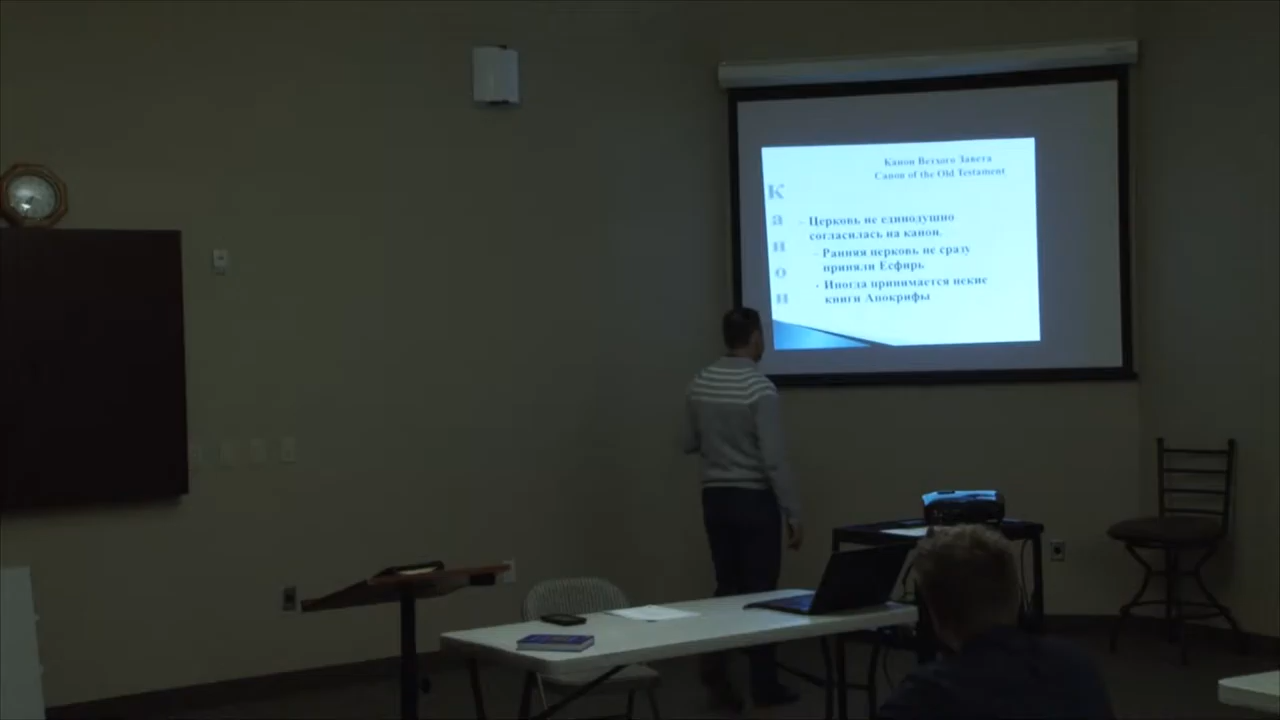 Канон Ветхого Завета
Canon of the Old Testament
Канон
– Церковь не единодушно
согласилась на канон.
– Ранняя церковь не сразу
приняли Есфирь
- Иногда принимается некие
книги Апокрифы